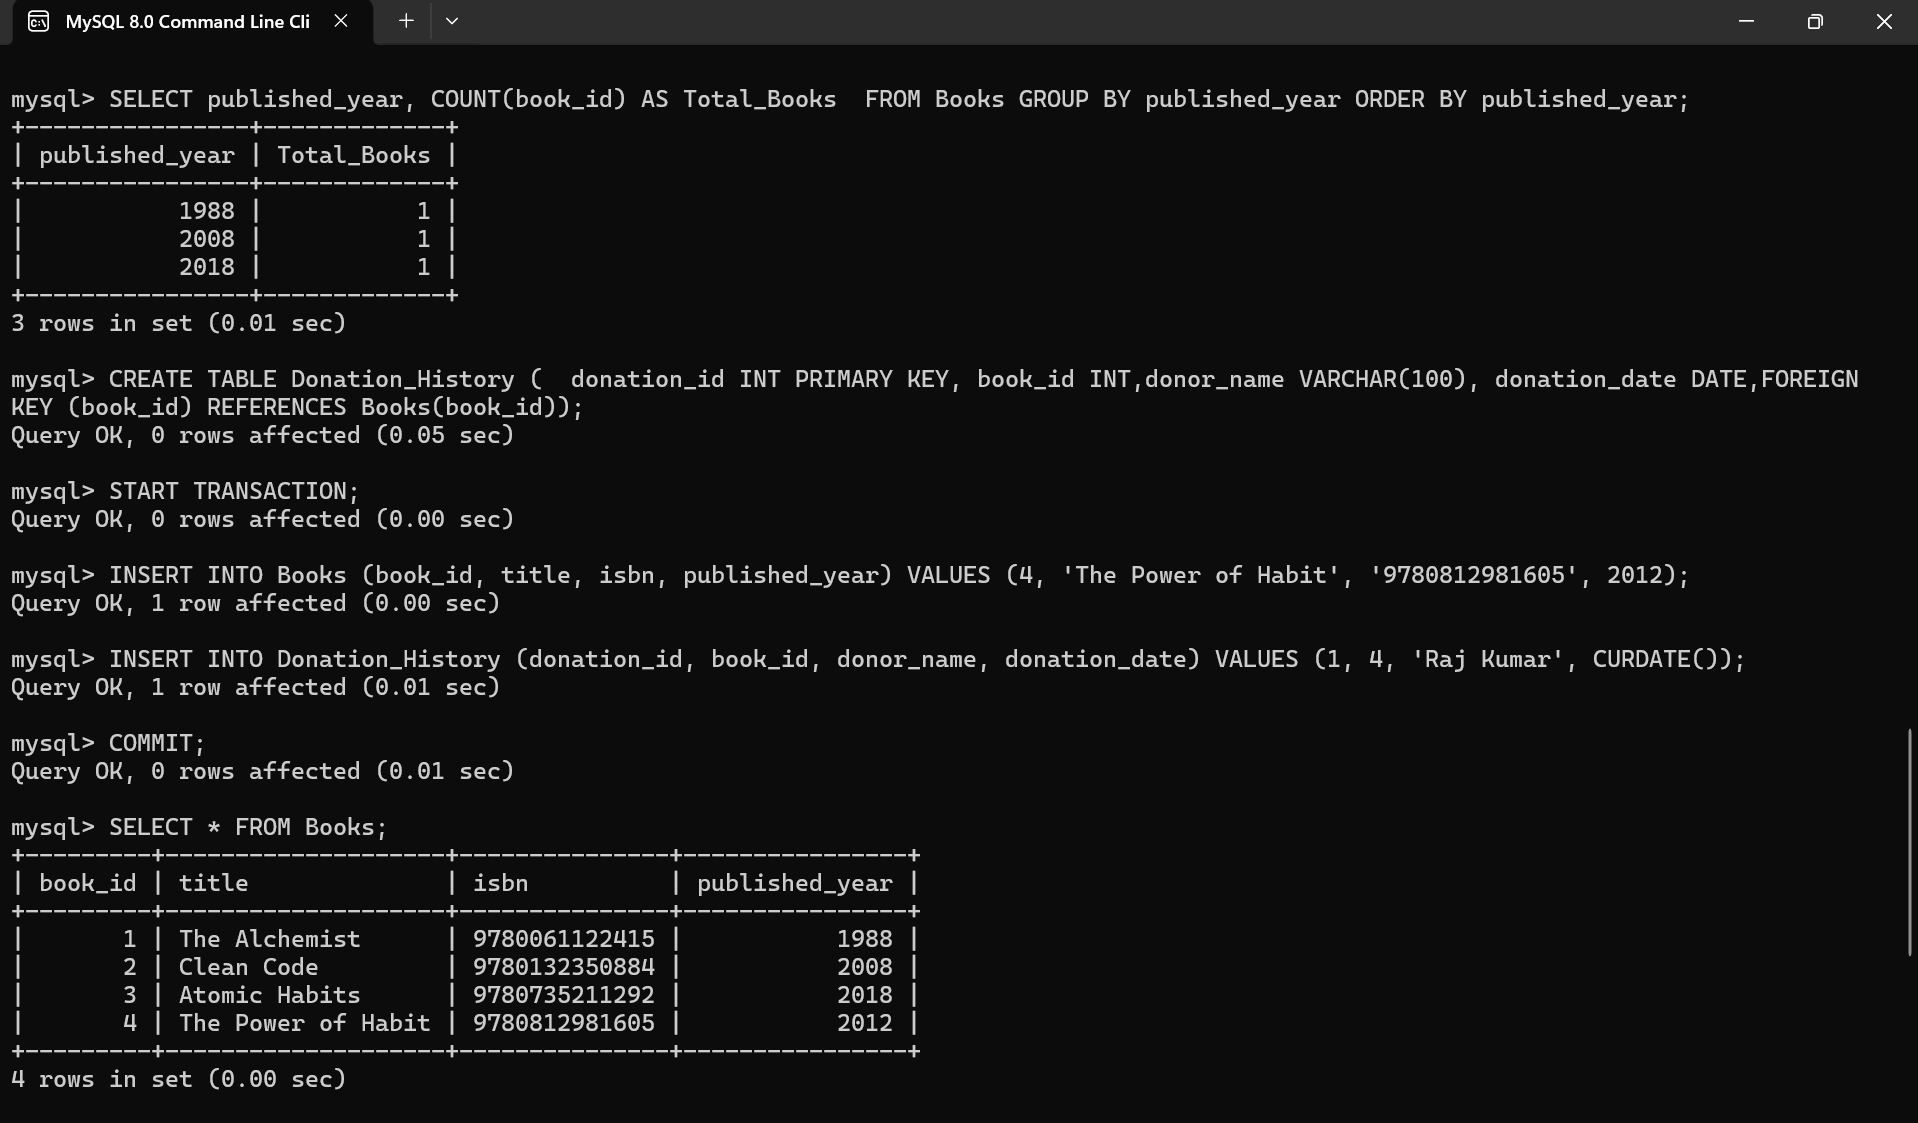 MySQL 8.0 Command Line Cli
mysql> SELECT published_year, COUNT(book_id) AS Total_Books  FROM Books GROUP BY published_year ORDER BY published_year;
+----------------+-------------+
| published_year | Total_Books |
+----------------+-------------+
|           1988 |           1 |
|           2008 |           1 |
|           2018 |           1 |
+----------------+-------------+
3 rows in set (0.01 sec)
mysql> CREATE TABLE Donation_History (  donation_id INT PRIMARY KEY, book_id INT,donor_name VARCHAR(100), donation_date DATE,FOREIGN
KEY (book_id) REFERENCES Books(book_id));
Query OK, 0 rows affected (0.05 sec)
mysql> START TRANSACTION;
Query OK, 0 rows affected (0.00 sec)
mysql> INSERT INTO Books (book_id, title, isbn, published_year) VALUES (4, 'The Power of Habit', '9780812981605', 2012);
Query OK, 1 row affected (0.00 sec)
mysql> INSERT INTO Donation_History (donation_id, book_id, donor_name, donation_date) VALUES (1, 4, 'Raj Kumar', CURDATE());
Query OK, 1 row affected (0.01 sec)
mysql> COMMIT;
Query OK, 0 rows affected (0.01 sec)
mysql> SELECT * FROM Books;
+---------+--------------------+---------------+----------------+
| book_id | title              | isbn          | published_year |
+---------+--------------------+---------------+----------------+
|       1 | The Alchemist      | 9780061122415 |           1988 |
|       2 | Clean Code         | 9780132350884 |           2008 |
|       3 | Atomic Habits      | 9780735211292 |           2018 |
|       4 | The Power of Habit | 9780812981605 |           2012 |
+---------+--------------------+---------------+----------------+
4 rows in set (0.00 sec)